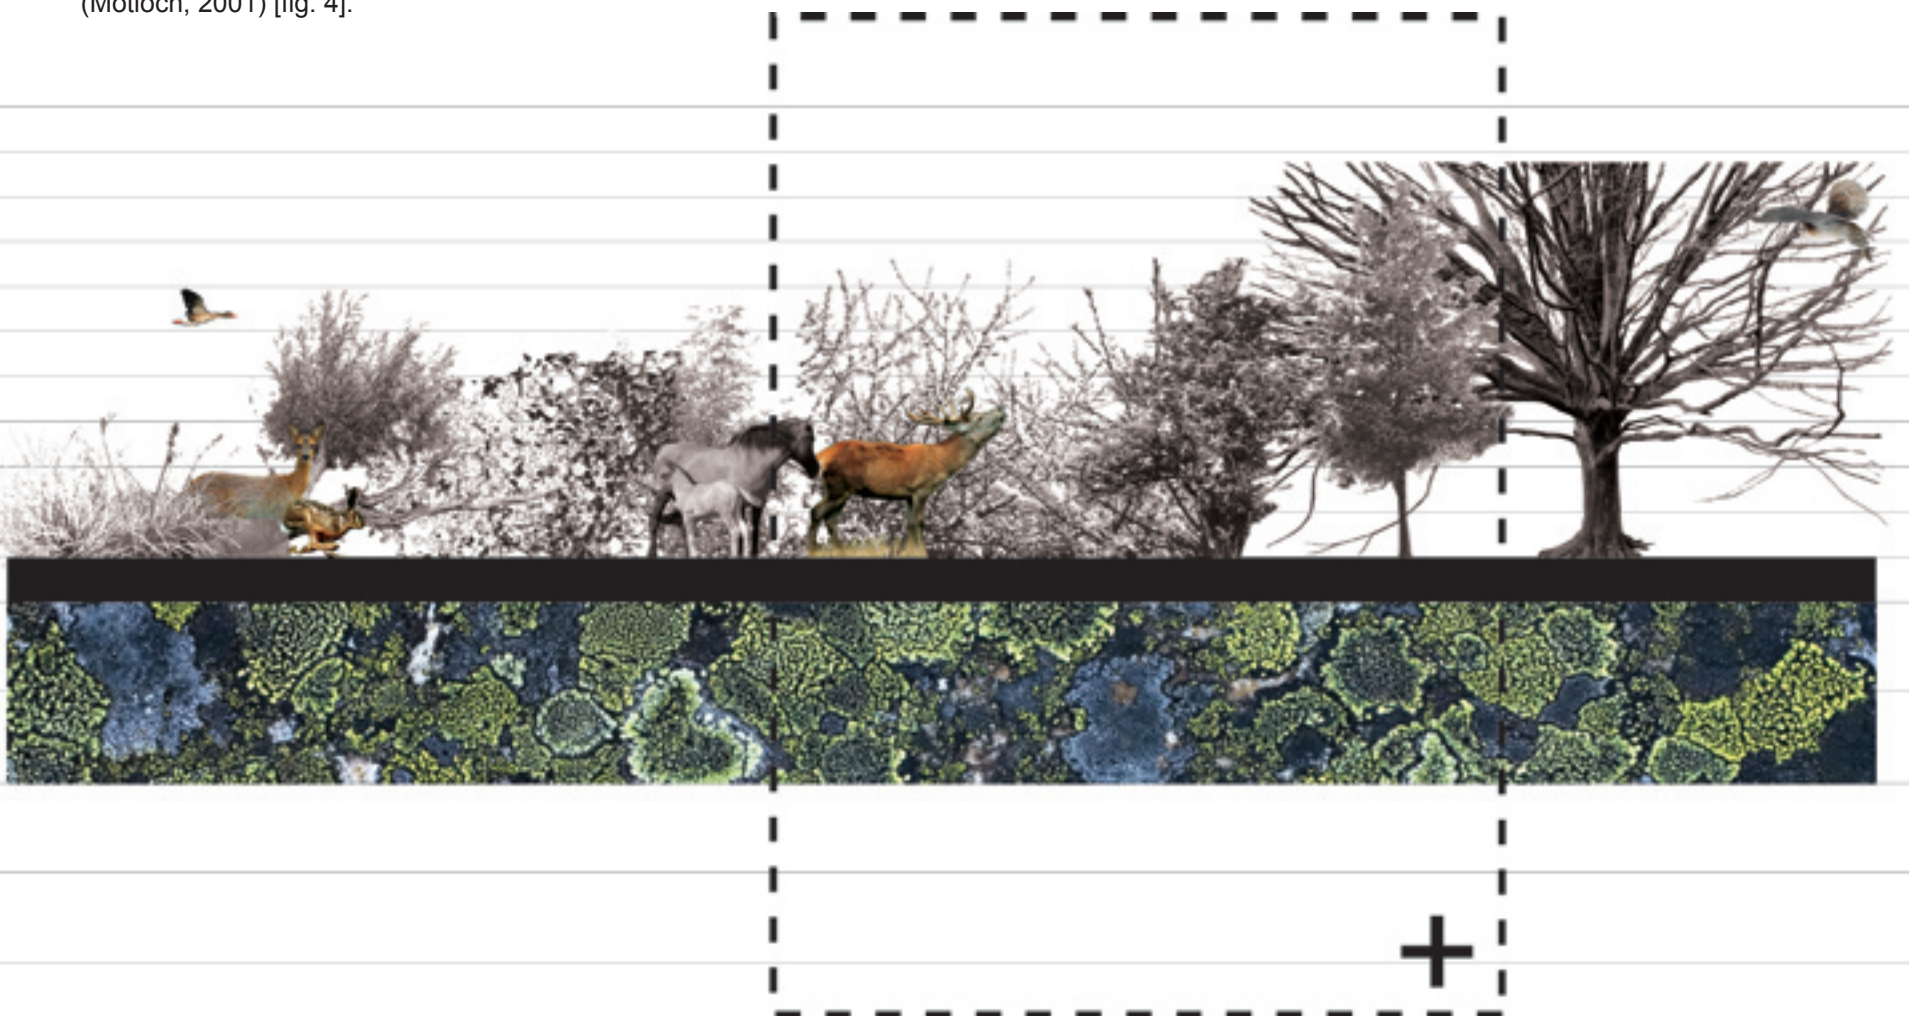 (Motloch, 2001) [fig. 4].
+